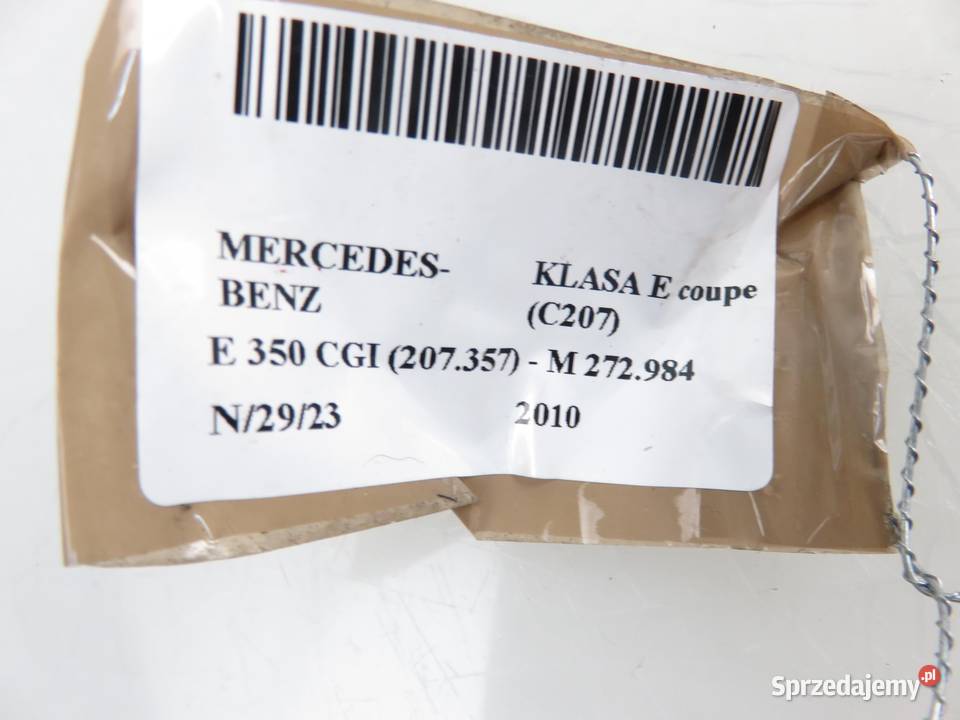 MERCEDES-
BENZ
KLASA E coupe
(C207)
E 350 CGI (207.357) - M 272.984
N/29/23 2010
Sprzedajemy.pl